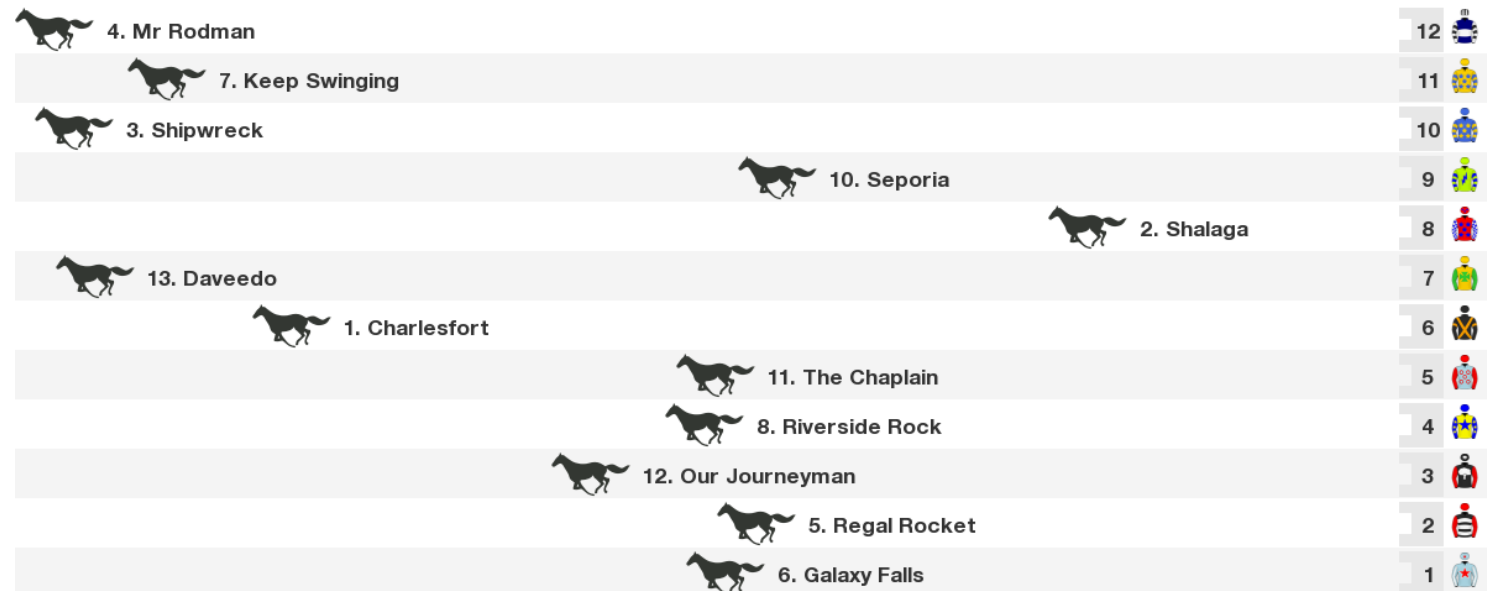 4. Mr Rodman 12
7. Keep Swinging 11
3. Shipwreck 10
10. Seporia 9
2. Shalaga 8
13. Daveedo 7
1. Charlesfort 6
11. The Chaplain 5
8. Riverside Rock 4
12. Our Journeyman 3
5. Regal Rocket 2
6. Galaxy Falls 1